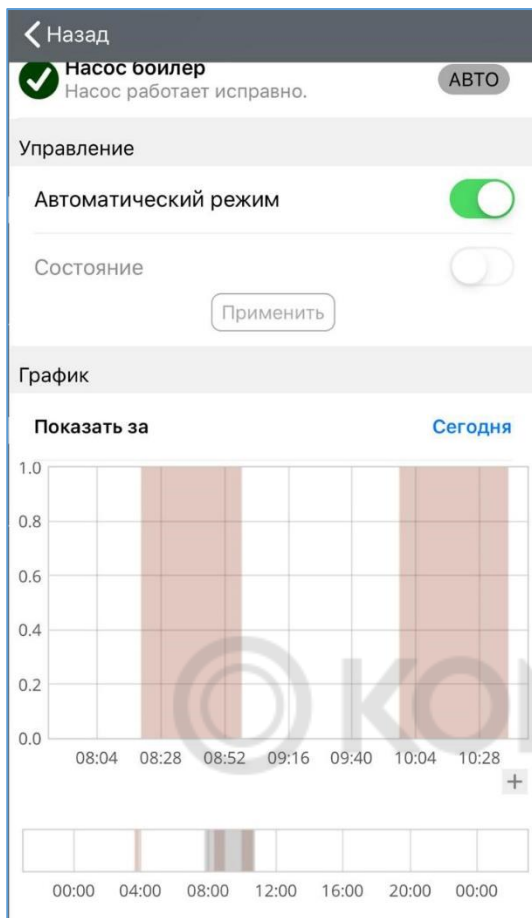 Назад
Насос бойлер
Насос работает исправно.
АВТО
Управление
Автоматический режим
Состояние
Применить
График
Показать за
Сегодня
1.0
0.8
0.6
0.4
0.2
0.0
08:04 08:28 08:52 09:16 09:40 10:04 10:28
+
00:00 04:00 08:00 12:00 16:00 20:00 00:00